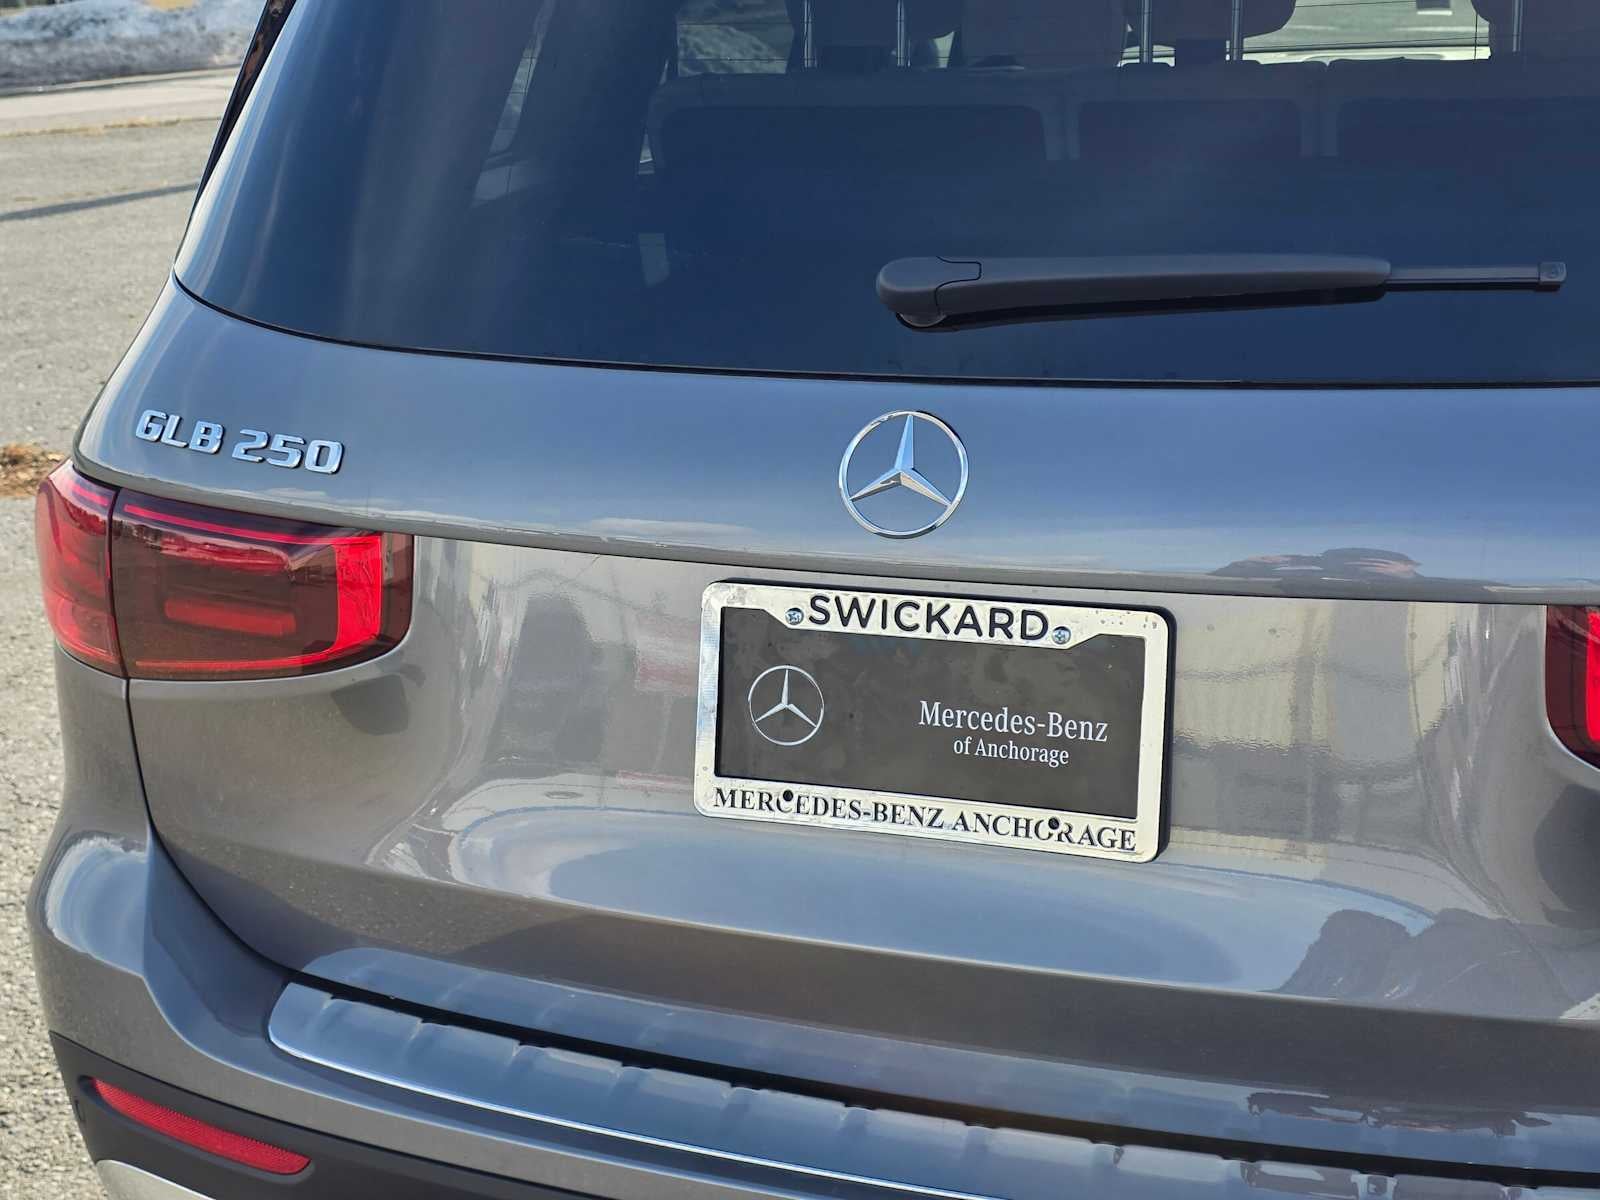 GLB 250
SWICKARD
Mercedes-Benz
of Anchorage
MERCEDES-BENZ ANCHORAGE